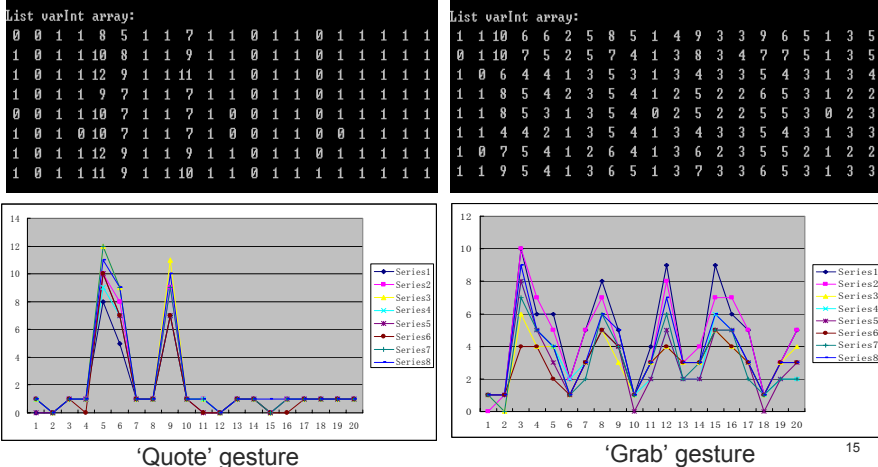 List varInt array:
0 0 1 1 8 5 1 1 7 1 1 0 1 1 0 1 1 1 1 1
1 0 1 1 10 8 1 1 9 1 1 0 1 1 0 1 1 1 1 1
1 0 1 1 12 9 1 1 11 1 1 0 1 1 0 1 1 1 1 1
1 0 1 1 9 7 1 1 7 1 1 0 1 1 0 1 1 1 1 1
0 0 1 1 10 7 1 1 7 1 0 0 1 1 0 1 1 1 1 1
1 0 1 0 10 7 1 1 7 1 0 0 1 1 0 0 1 1 1 1
1 0 1 1 12 9 1 1 9 1 1 0 1 1 0 1 1 1 1 1
1 0 1 1 11 9 1 1 10 1 1 0 1 1 1 1 1 1 1 1
List varInt array:
1 1 10 6 6 2 5 8 5 1 4 9 3 3 9 6 5 1 3 5
0 1 10 7 5 2 5 7 4 1 3 8 3 4 7 7 5 1 3 5
1 0 6 4 4 1 3 5 3 1 3 4 3 3 5 4 3 1 3 4
1 1 8 5 4 2 3 5 4 1 2 5 2 2 6 5 3 1 2 2
1 1 8 5 3 1 3 5 4 0 2 5 2 2 5 5 3 0 2 3
1 1 4 4 2 1 3 5 4 1 3 4 3 3 5 4 3 1 3 3
1 0 7 5 4 1 2 6 4 1 3 6 2 3 5 5 2 1 2 2
1 1 9 5 4 1 3 6 5 1 3 7 3 3 6 5 3 1 3 3
14
12
10
8
6
4
2
0
1 2 3 4 5 6 7 8 9 10 11 12 13 14 15 16 17 18 19 20
Series1
Series2
Series3
Series4
Series5
Series6
Series7
Series8
'Quote' gesture
12
10
8
6
4
2
0
1 2 3 4 5 6 7 8 9 10 11 12 13 14 15 16 17 18 19 20
Series1
Series2
Series3
Series4
Series5
Series6
Series7
Series8
'Grab' gesture
15